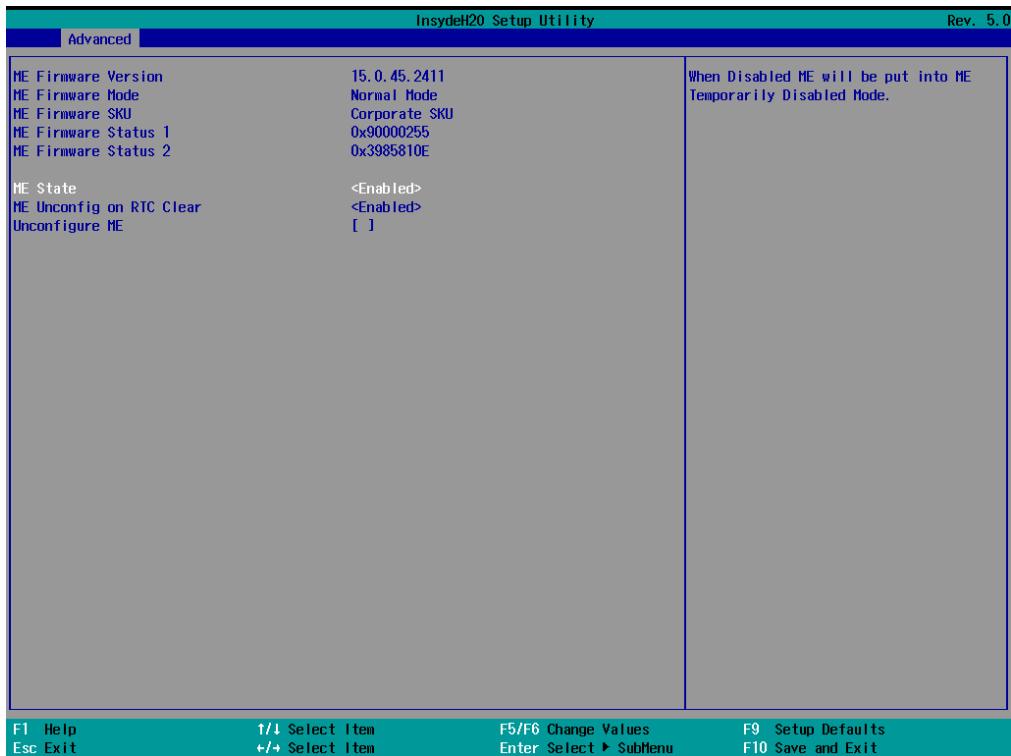 InsydeH20 Setup Utility Rev. 5.0
Advanced
ME Firmware Version 15.0.45.2411
ME Firmware Mode Normal Mode
ME Firmware SKU Corporate SKU
ME Firmware Status 1 0x90000255
ME Firmware Status 2 0x3985810E
ME State <Enabled>
ME Unconfig on RTC Clear <Enabled>
Unconfigure ME [ ]
When Disabled ME will be put into ME
Temporarily Disabled Mode.
F1 Help ↑/↓ Select Item F5/F6 Change Values F9 Setup Defaults
Esc Exit ←/→ Select Item Enter Select ▶ SubMenu F10 Save and Exit